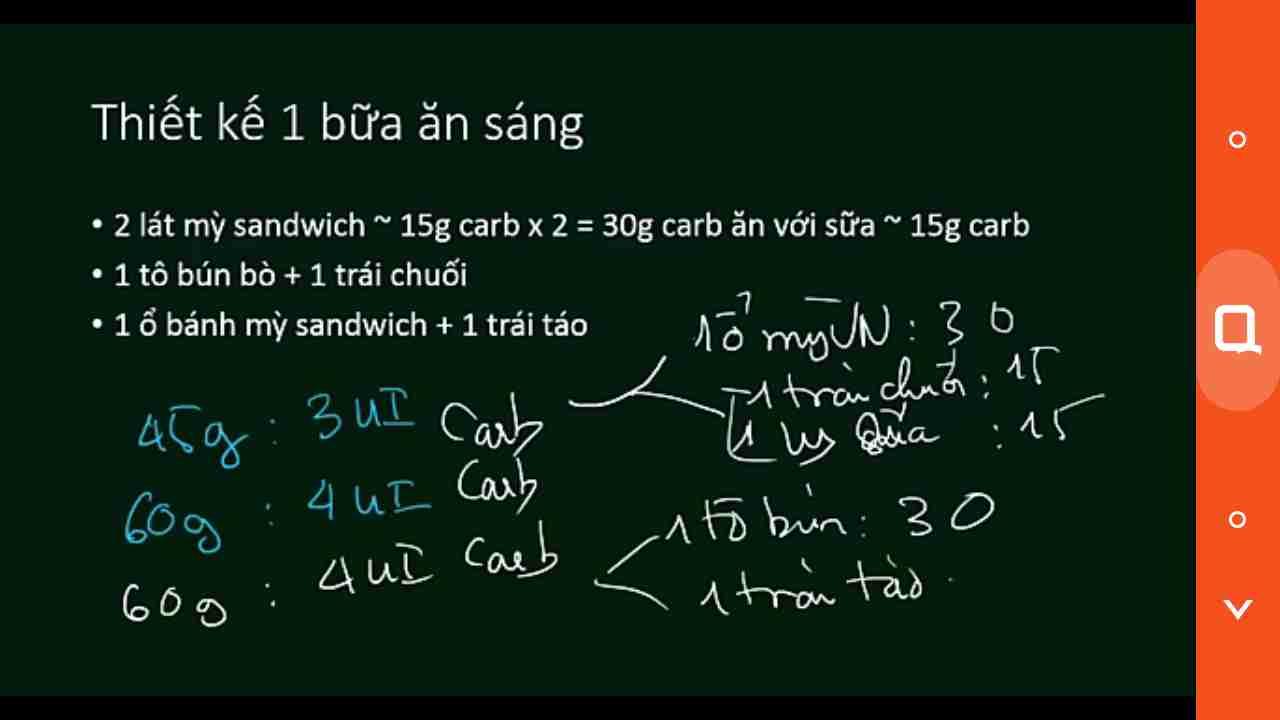 Thiết kế 1 bữa ăn sáng
• 2 lát mỳ sandwich ~ 15g carb x 2 = 30g carb ăn với sữa ~ 15g carb
• 1 tô bún bò + 1 trái chuối
• 1 ổ bánh mỳ sandwich + 1 trái táo
1 ổ mỳ VN : 30
1 trái chuối : 15
1 ly sữa : 15
45g : 3 UI Carb
60g : 4 UI Carb
60g : 4 UI Carb
1 tô bún : 30
1 trái táo